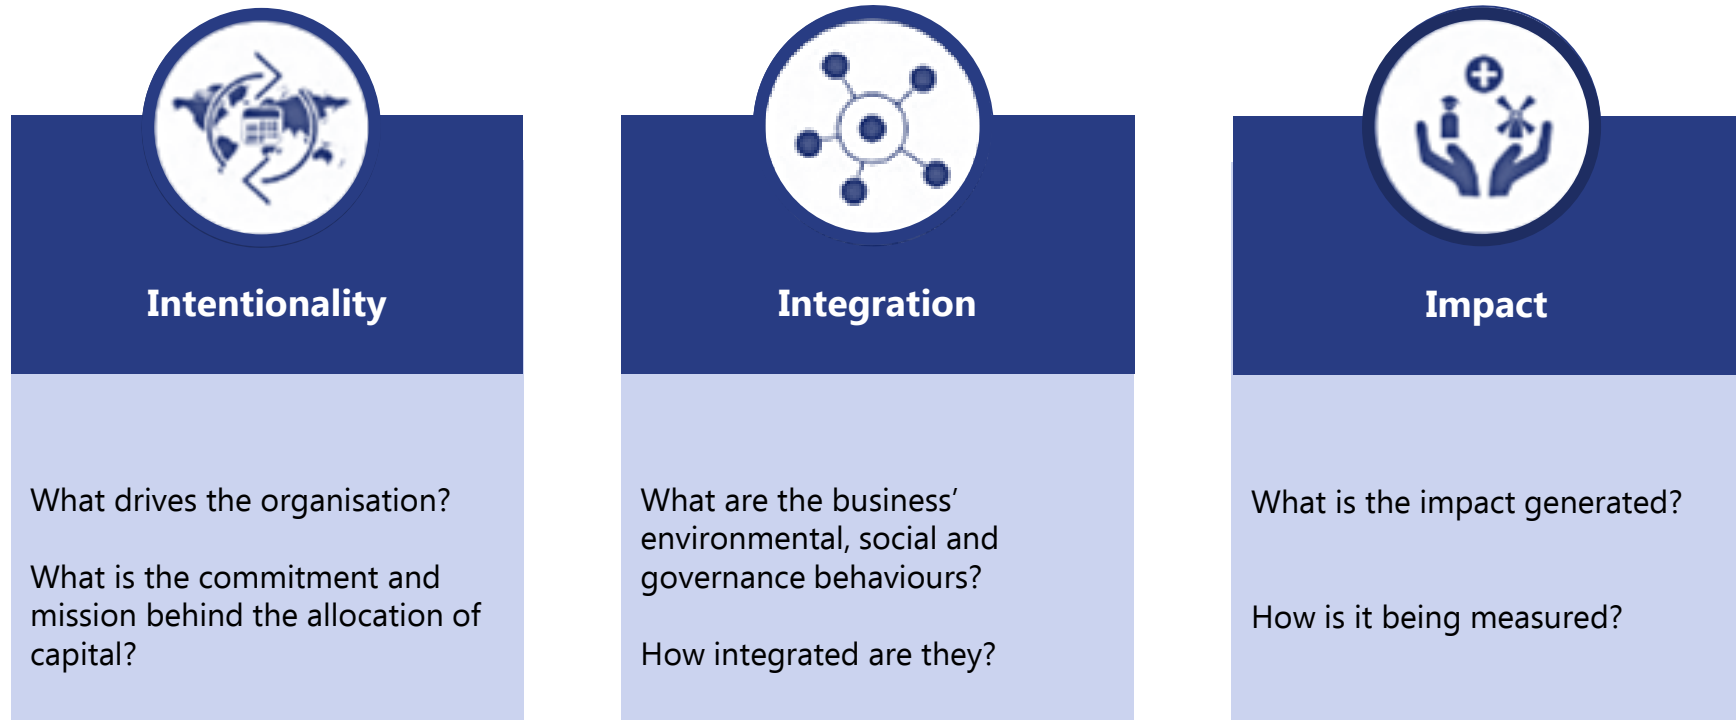 Intentionality
What drives the organisation?
What is the commitment and
mission behind the allocation of
capital?
Integration
What are the business’
environmental, social and
governance behaviours?
How integrated are they?
Impact
What is the impact generated?
How is it being measured?